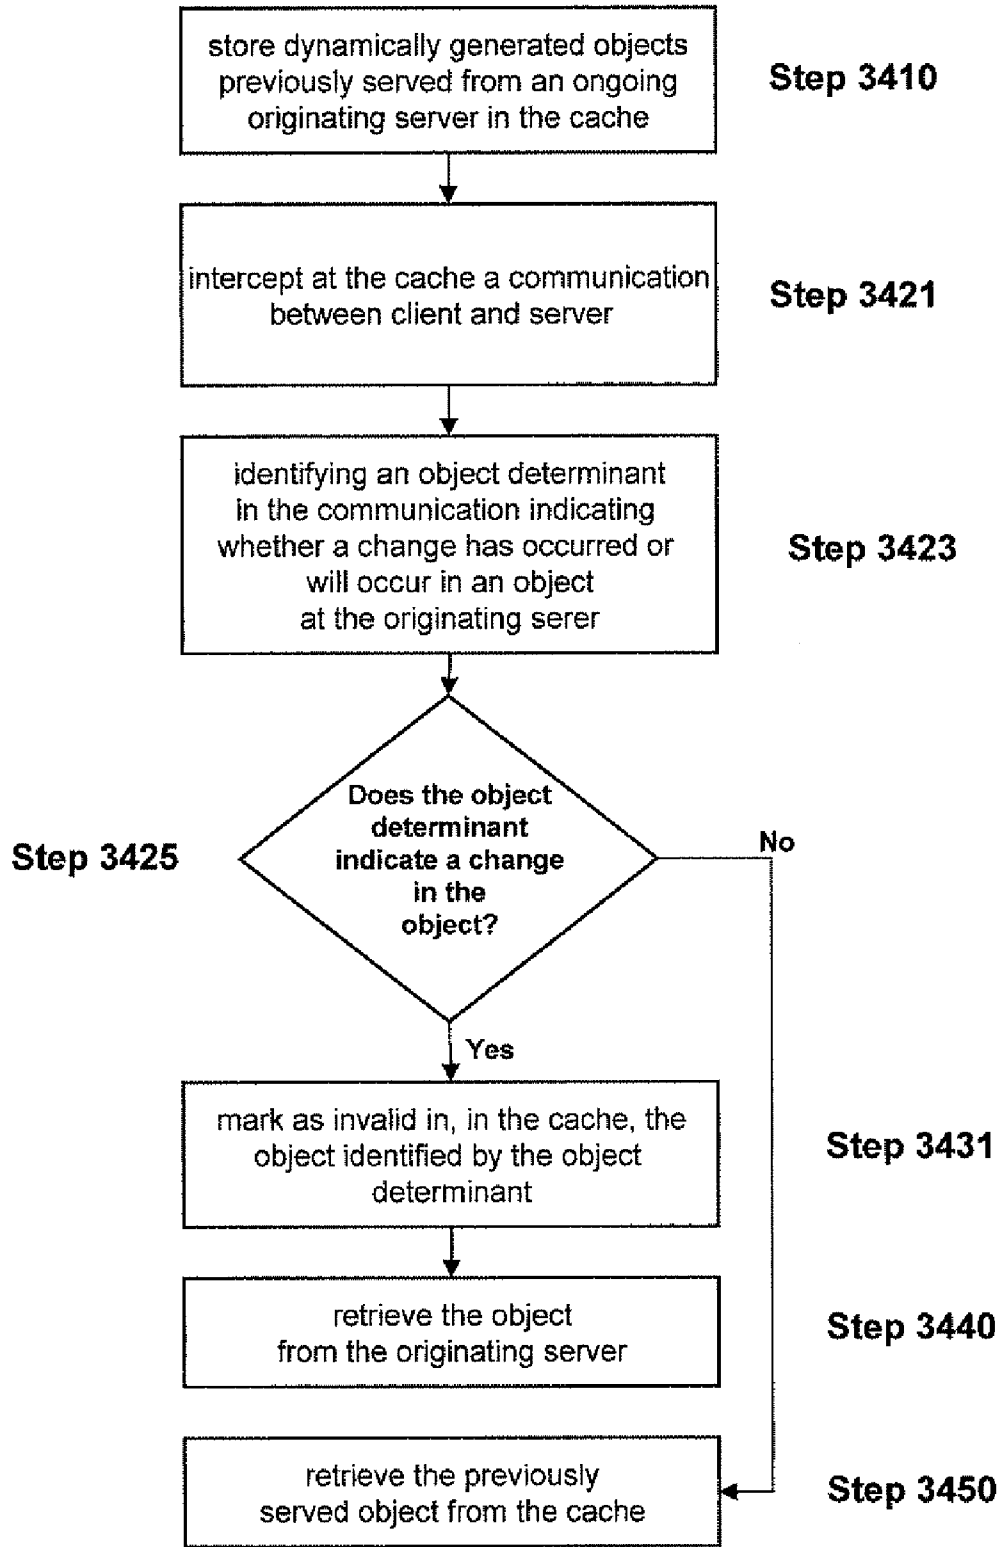 store dynamically generated objects
previously served from an ongoing
originating server in the cache
Step 3410
intercept at the cache a communication
between client and server
Step 3421
identifying an object determinant
in the communication indicating
whether a change has occurred or
will occur in an object
at the originating serer
Step 3423
Does the object
determinant
indicate a change
in the
object?
Step 3425
No
Yes
mark as invalid in, in the cache, the
object identified by the object
determinant
Step 3431
retrieve the object
from the originating server
Step 3440
retrieve the previously
served object from the cache
Step 3450